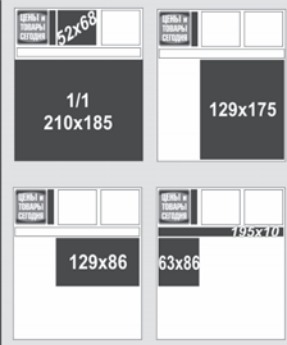 ЦЕНЫ и
ТОВАРЫ
СЕГОДНЯ
52x68
1/1
210x185
ЦЕНЫ и
ТОВАРЫ
СЕГОДНЯ
129x175
ЦЕНЫ и
ТОВАРЫ
СЕГОДНЯ
129x86
ЦЕНЫ и
ТОВАРЫ
СЕГОДНЯ
195x10
63x86